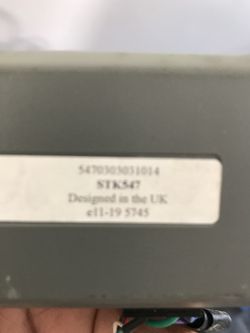 5470303031014
STK547
Designed in the UK
e11-19 5745